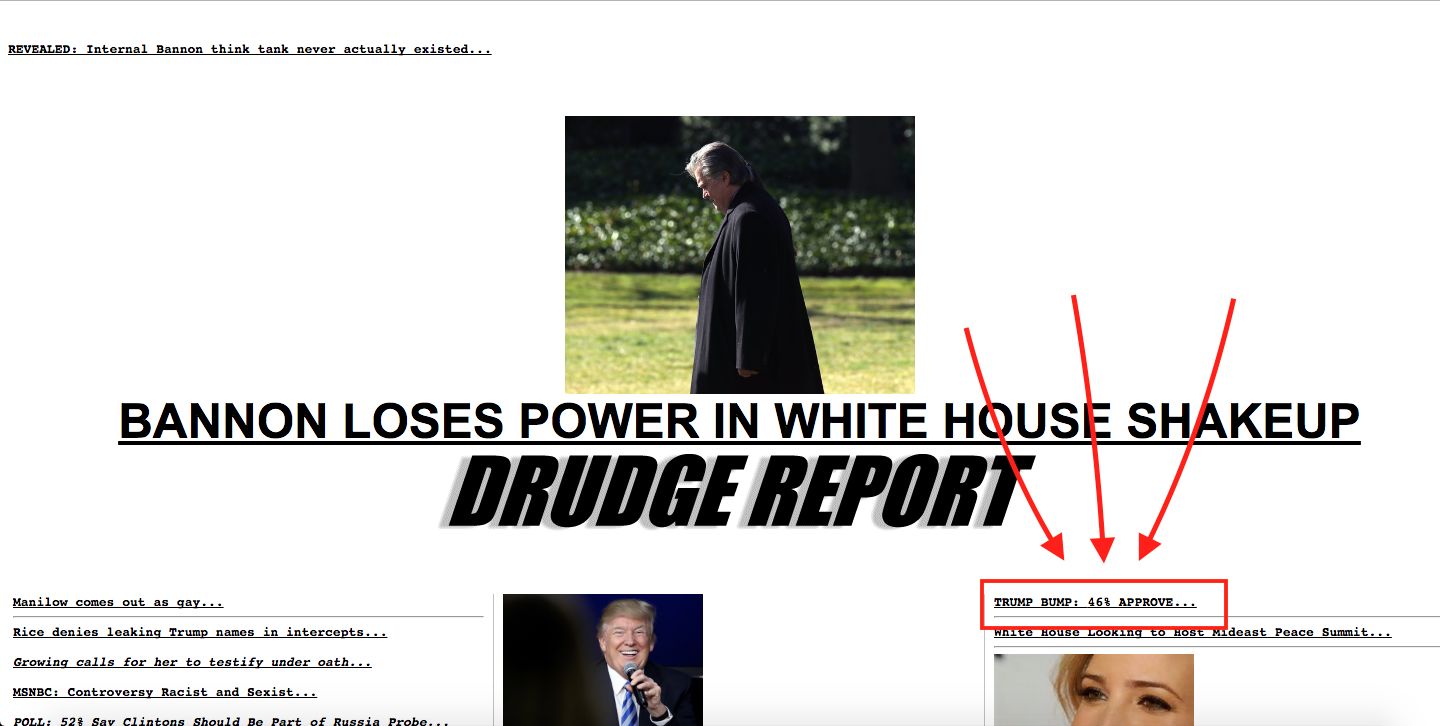 REVEALED: Internal Bannon think tank never actually existed...
BANNON LOSES POWER IN WHITE HOUSE SHAKEUP
DRUDGE REPORT
Manilow comes out as gay...
Rice denies leaking Trump names in intercepts...
Growing calls for her to testify under oath...
MSNBC: Controversy Racist and Sexist...
POLL: 52% Say Clintons Should Be Part of Russia Probe...
TRUMP BUMP: 46% APPROVE...
White House Looking to Host Mideast Peace Summit...